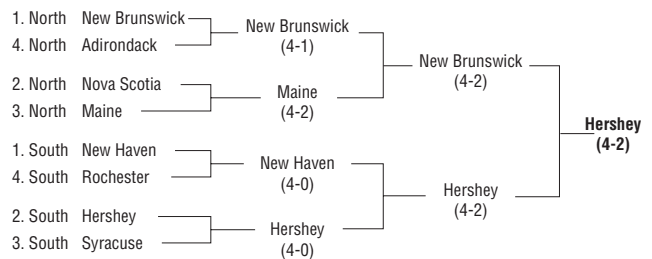 1. North New Brunswick
4. North Adirondack
New Brunswick
(4-1)
2. North Nova Scotia
3. North Maine
Maine
(4-2)
New Brunswick
(4-2)
1. South New Haven
4. South Rochester
New Haven
(4-0)
2. South Hershey
3. South Syracuse
Hershey
(4-0)
Hershey
(4-2)
Hershey
(4-2)